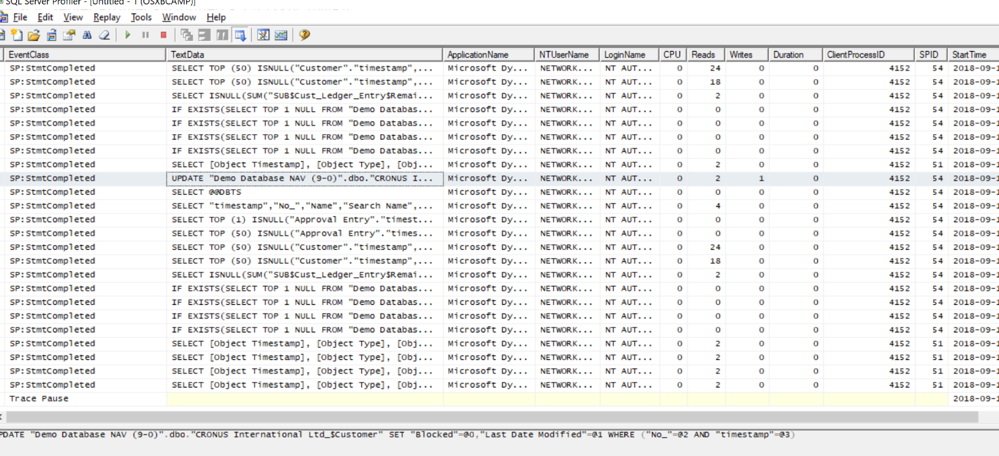 SQL Server Profiler - [Untitled - 1 (OSXBCAMP)]
File Edit View Replay Tools Window Help
EventClass TextData ApplicationName NTUserName LoginName CPU Reads Writes Duration ClientProcessID SPID StartTime
SP:StmtCompleted SELECT TOP (50) ISNULL("Customer"."timestamp",... Microsoft Dy... NETWORK... NT AUT... 0 24 0 0 4152 54 2018-09-1
SP:StmtCompleted SELECT TOP (50) ISNULL("Customer"."timestamp",... Microsoft Dy... NETWORK... NT AUT... 0 18 0 0 4152 54 2018-09-1
SP:StmtCompleted SELECT ISNULL(SUM("SUB$Cust_Ledger_Entry$Remai... Microsoft Dy... NETWORK... NT AUT... 0 2 0 0 4152 54 2018-09-1
SP:StmtCompleted IF EXISTS(SELECT TOP 1 NULL FROM "Demo Databas... Microsoft Dy... NETWORK... NT AUT... 0 0 0 0 4152 54 2018-09-1
SP:StmtCompleted IF EXISTS(SELECT TOP 1 NULL FROM "Demo Databas... Microsoft Dy... NETWORK... NT AUT... 0 0 0 0 4152 54 2018-09-1
SP:StmtCompleted IF EXISTS(SELECT TOP 1 NULL FROM "Demo Databas... Microsoft Dy... NETWORK... NT AUT... 0 0 0 0 4152 54 2018-09-1
SP:StmtCompleted IF EXISTS(SELECT TOP 1 NULL FROM "Demo Databas... Microsoft Dy... NETWORK... NT AUT... 0 0 0 0 4152 54 2018-09-1
SP:StmtCompleted SELECT [Object Timestamp], [Object Type], [Obj... Microsoft Dy... NETWORK... NT AUT... 0 2 0 0 4152 51 2018-09-1
SP:StmtCompleted UPDATE "Demo Database NAV (9-0)".dbo."CRONUS I... Microsoft Dy... NETWORK... NT AUT... 0 2 1 0 4152 54 2018-09-1
SP:StmtCompleted SELECT @@DBTS Microsoft Dy... NETWORK... NT AUT... 0 0 0 0 4152 54 2018-09-1
SP:StmtCompleted SELECT "timestamp","No_","Name","Search Name",... Microsoft Dy... NETWORK... NT AUT... 0 4 0 0 4152 54 2018-09-1
SP:StmtCompleted SELECT TOP (1) ISNULL("Approval Entry"."timest... Microsoft Dy... NETWORK... NT AUT... 0 0 0 0 4152 54 2018-09-1
SP:StmtCompleted SELECT TOP (50) ISNULL("Approval Entry"."times... Microsoft Dy... NETWORK... NT AUT... 0 0 0 0 4152 54 2018-09-1
SP:StmtCompleted SELECT TOP (50) ISNULL("Customer"."timestamp",... Microsoft Dy... NETWORK... NT AUT... 0 24 0 0 4152 54 2018-09-1
SP:StmtCompleted SELECT TOP (50) ISNULL("Customer"."timestamp",... Microsoft Dy... NETWORK... NT AUT... 0 18 0 0 4152 54 2018-09-1
SP:StmtCompleted SELECT ISNULL(SUM("SUB$Cust_Ledger_Entry$Remai... Microsoft Dy... NETWORK... NT AUT... 0 2 0 0 4152 54 2018-09-1
SP:StmtCompleted IF EXISTS(SELECT TOP 1 NULL FROM "Demo Databas... Microsoft Dy... NETWORK... NT AUT... 0 0 0 0 4152 54 2018-09-1
SP:StmtCompleted IF EXISTS(SELECT TOP 1 NULL FROM "Demo Databas... Microsoft Dy... NETWORK... NT AUT... 0 0 0 0 4152 54 2018-09-1
SP:StmtCompleted IF EXISTS(SELECT TOP 1 NULL FROM "Demo Databas... Microsoft Dy... NETWORK... NT AUT... 0 0 0 0 4152 54 2018-09-1
SP:StmtCompleted IF EXISTS(SELECT TOP 1 NULL FROM "Demo Databas... Microsoft Dy... NETWORK... NT AUT... 0 0 0 0 4152 54 2018-09-1
SP:StmtCompleted SELECT [Object Timestamp], [Object Type], [Obj... Microsoft Dy... NETWORK... NT AUT... 0 2 0 0 4152 51 2018-09-1
SP:StmtCompleted SELECT [Object Timestamp], [Object Type], [Obj... Microsoft Dy... NETWORK... NT AUT... 0 2 0 0 4152 51 2018-09-1
SP:StmtCompleted SELECT [Object Timestamp], [Object Type], [Obj... Microsoft Dy... NETWORK... NT AUT... 0 2 0 0 4152 51 2018-09-1
SP:StmtCompleted SELECT [Object Timestamp], [Object Type], [Obj... Microsoft Dy... NETWORK... NT AUT... 0 2 0 0 4152 51 2018-09-1
Trace Pause 2018-09-1
PDATE "Demo Database NAV (9-0)".dbo."CRONUS International Ltd_$Customer" SET "Blocked"=@0,"Last Date Modified"=@1 WHERE ("No_"=@2 AND "timestamp"=@3)